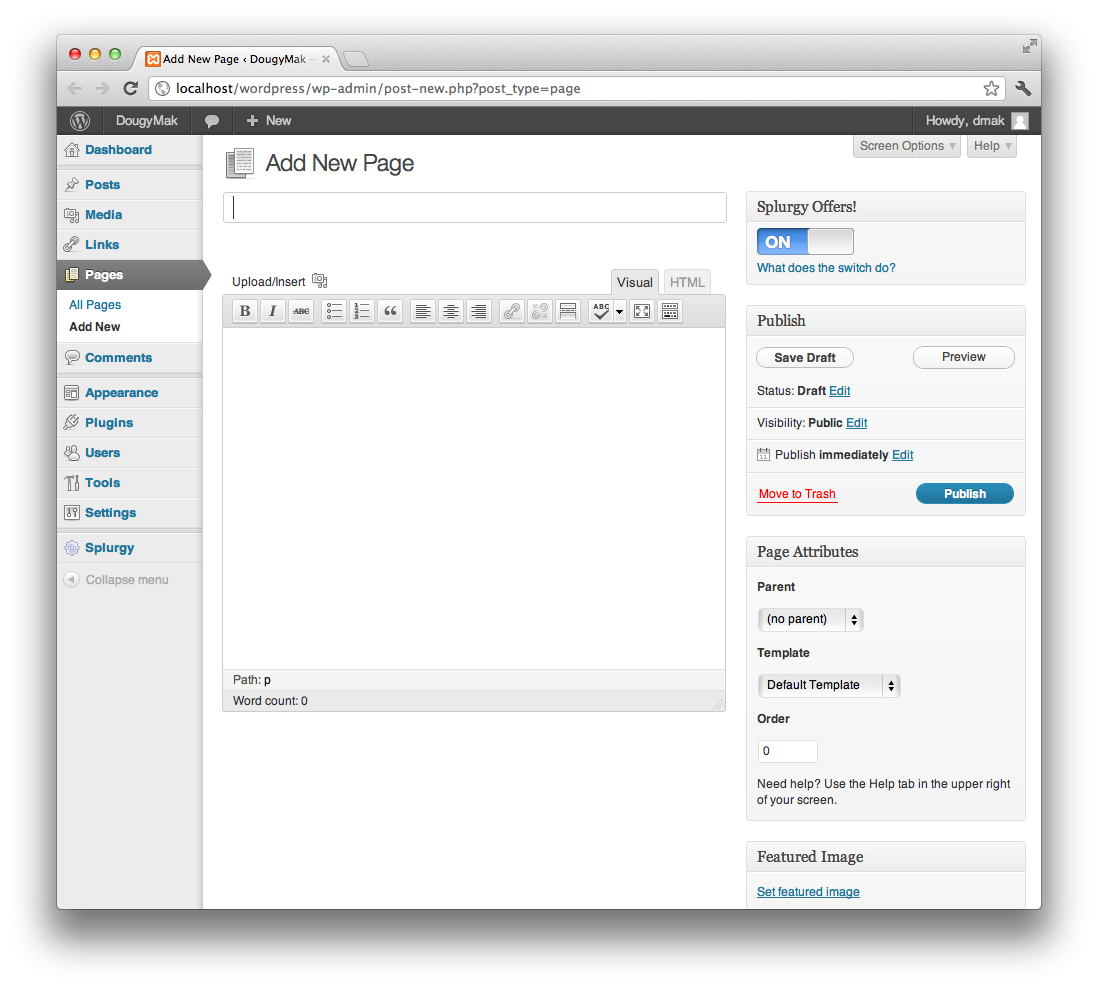 Add New Page ‹ DougyMak –
localhost/wordpress/wp-admin/post-new.php?post_type=page
DougyMak
New
Howdy, dmak
Screen Options
Help
Dashboard
Posts
Media
Links
Pages
All Pages
Add New
Comments
Appearance
Plugins
Users
Tools
Settings
Splurgy
Collapse menu
Add New Page
Upload/Insert
Visual
HTML
B I ABC
ABC
Path: p
Word count: 0
Splurgy Offers!
ON
What does the switch do?
Publish
Save Draft
Preview
Status: Draft Edit
Visibility: Public Edit
11 Publish immediately Edit
Move to Trash
Publish
Page Attributes
Parent
(no parent)
Template
Default Template
Order
0
Need help? Use the Help tab in the upper right
of your screen.
Featured Image
Set featured image